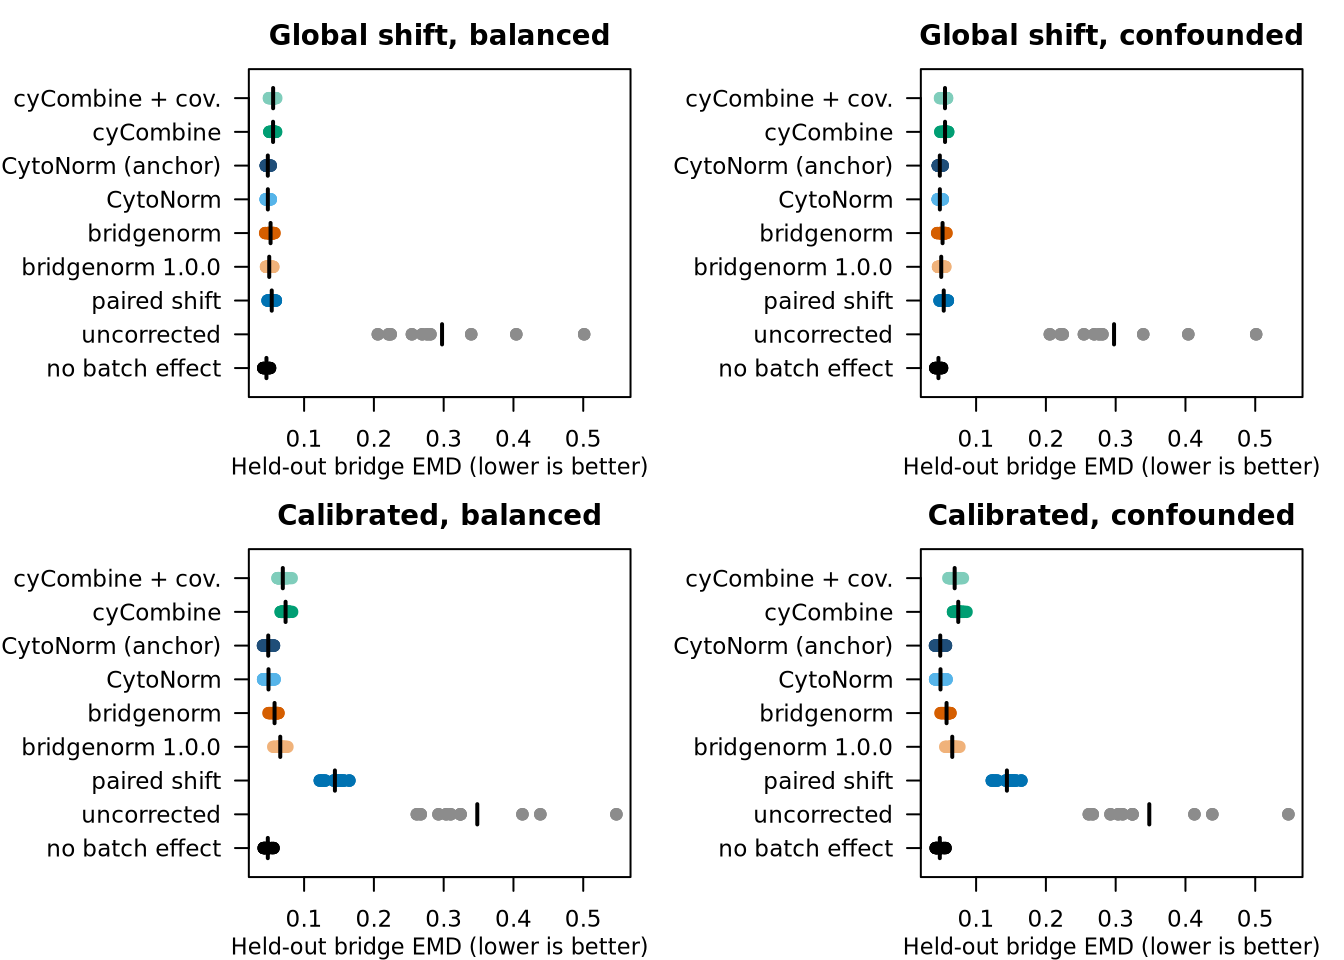 Global shift, balanced
cyCombine + cov.
cyCombine
CytoNorm (anchor)
CytoNorm
bridgenorm
bridgenorm 1.0.0
paired shift
uncorrected
no batch effect
0.1 0.2 0.3 0.4 0.5
Held-out bridge EMD (lower is better)
Global shift, confounded
cyCombine + cov.
cyCombine
CytoNorm (anchor)
CytoNorm
bridgenorm
bridgenorm 1.0.0
paired shift
uncorrected
no batch effect
0.1 0.2 0.3 0.4 0.5
Held-out bridge EMD (lower is better)
Calibrated, balanced
cyCombine + cov.
cyCombine
CytoNorm (anchor)
CytoNorm
bridgenorm
bridgenorm 1.0.0
paired shift
uncorrected
no batch effect
0.1 0.2 0.3 0.4 0.5
Held-out bridge EMD (lower is better)
Calibrated, confounded
cyCombine + cov.
cyCombine
CytoNorm (anchor)
CytoNorm
bridgenorm
bridgenorm 1.0.0
paired shift
uncorrected
no batch effect
0.1 0.2 0.3 0.4 0.5
Held-out bridge EMD (lower is better)